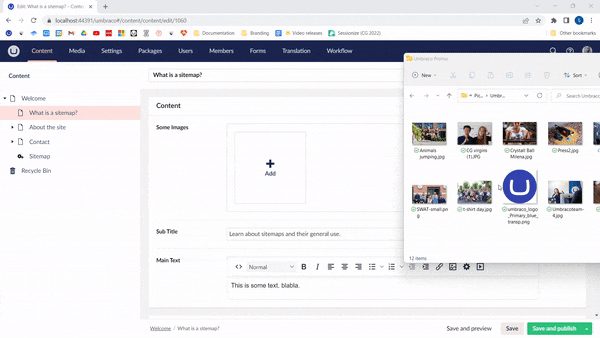 Edit: What is a sitemap? - Conte
localhost:44391/umbraco#/content/content/edit/1060
Documentation Branding Video releases CG Sessionize (CG 2022) Other bookmarks
Content Media Settings Packages Users Members Forms Translation Workflow
Content
Welcome
What is a sitemap?
About the site
Contact
Sitemap
Recycle Bin
What is a sitemap?
Content
Some Images
Add
Sub Title
Learn about sitemaps and their general use.
Main Text
Normal
B I
This is some text. blabla.
Welcome / What is a sitemap?
Save and preview Save Save and publish
Umbraco Promo
New Sort
Pic... Umbr...
Search Umbrac
Animals jumping.jpg
CG virgins (1).JPG
Crystall Ball Milena.jpg
Press2.jpg
SWAT-small.png
t-shirt day.jpg
umbraco_logo_Primary_blue_transp.png
Umbracoteam-4.jpg
12 items